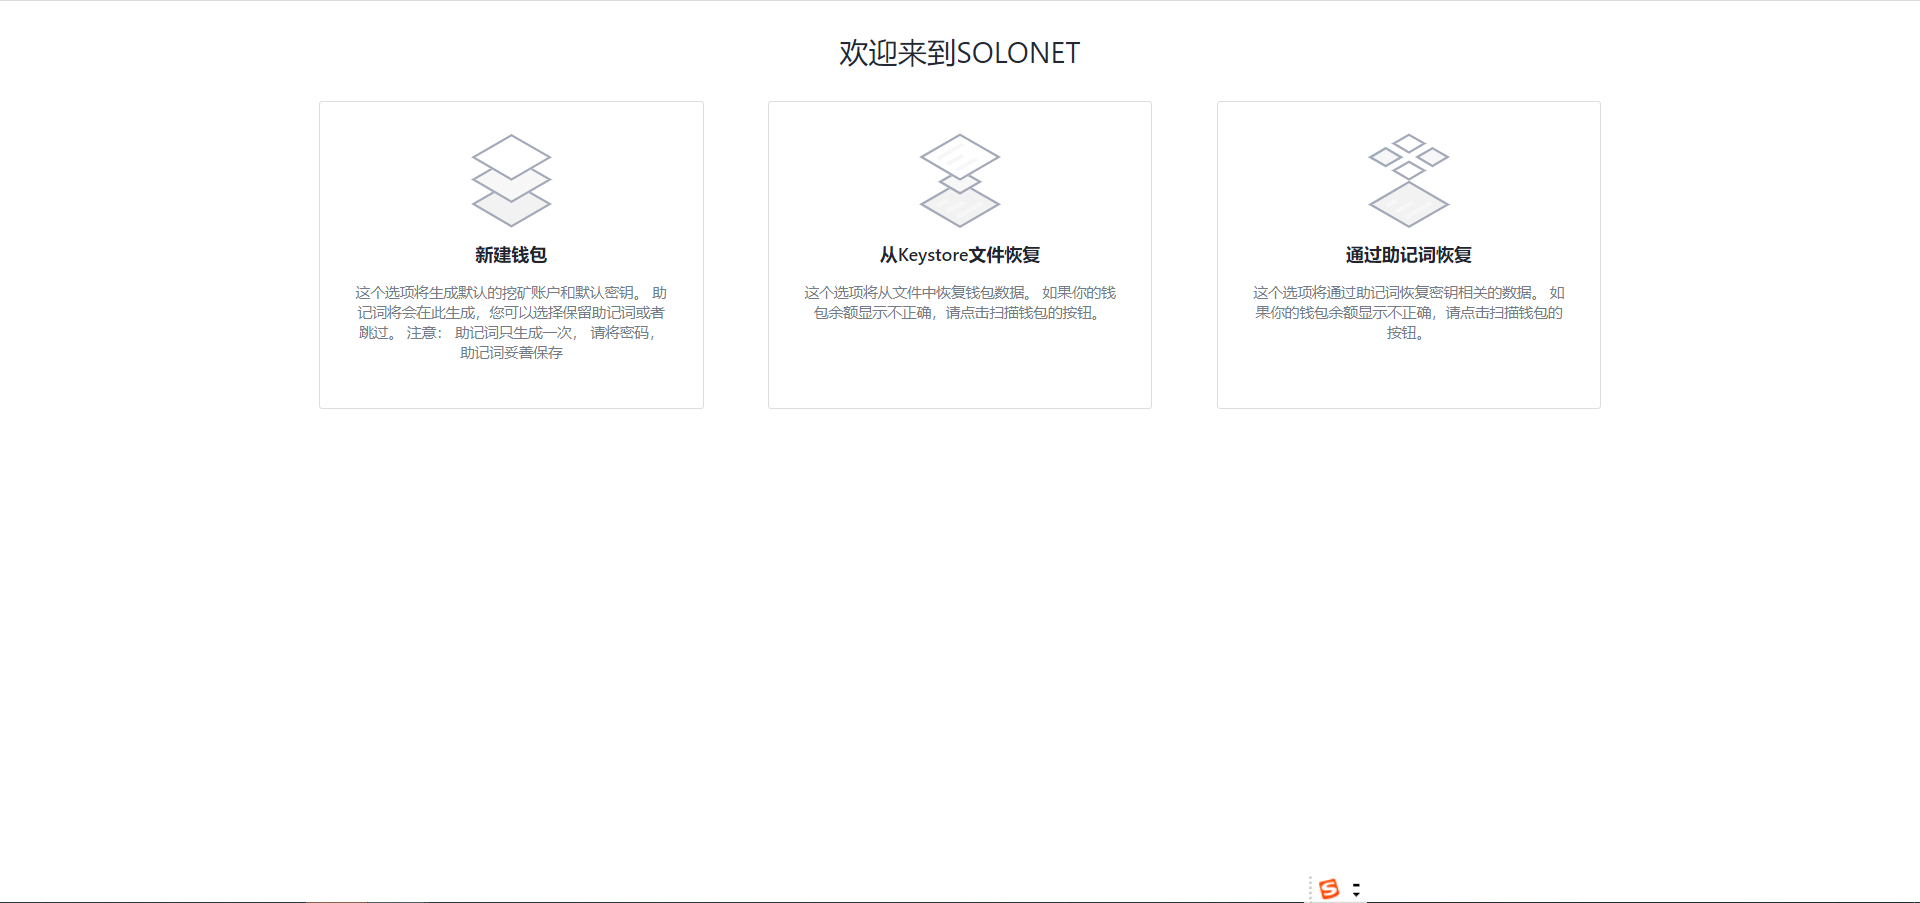 欢迎来到SOLONET
新建钱包
这个选项将生成默认的挖矿账户和默认密钥。 助
记词将会在此生成，您可以选择保留助记词或者
跳过。 注意： 助记词只生成一次， 请将密码，
助记词妥善保存
从Keystore文件恢复
这个选项将从文件中恢复钱包数据。 如果你的钱
包余额显示不正确，请点击扫描钱包的按钮。
通过助记词恢复
这个选项将通过助记词恢复密钥相关的数据。 如
果你的钱包余额显示不正确，请点击扫描钱包的
按钮。
S